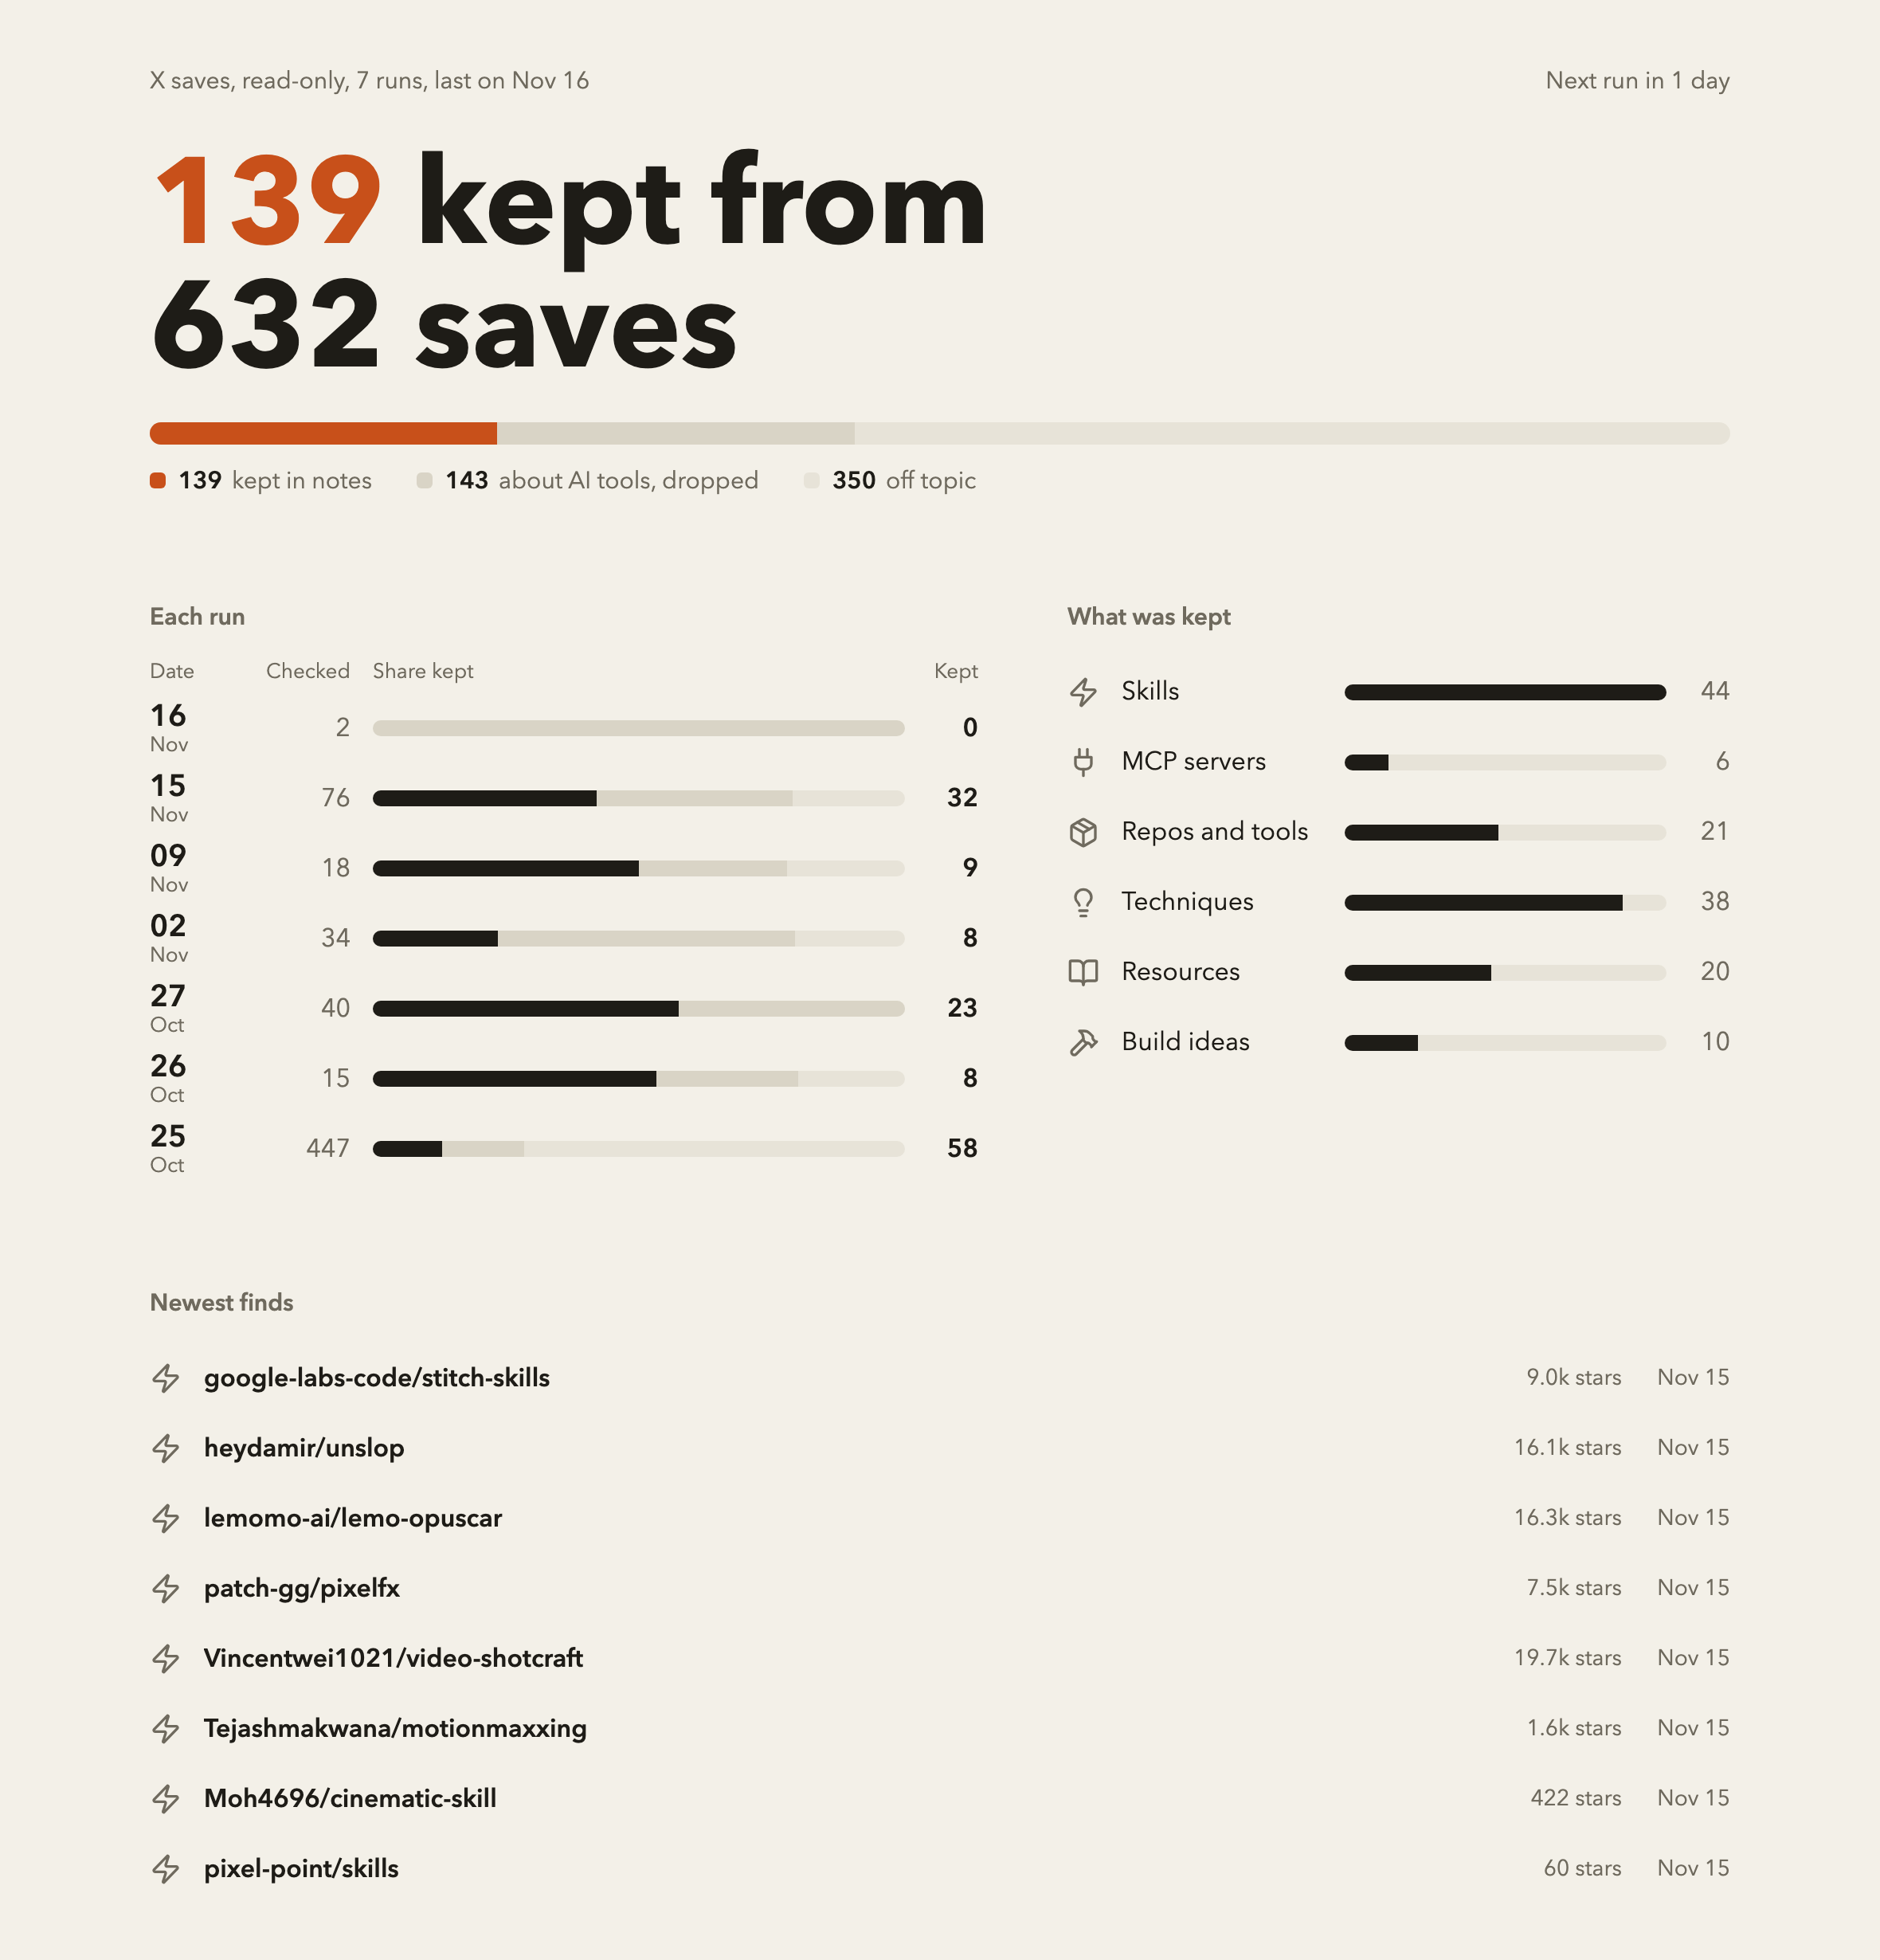 X saves, read-only, 7 runs, last on Nov 16
Next run in 1 day
139 kept from
632 saves
139 kept in notes
143 about AI tools, dropped
350 off topic
Each run
Date Checked Share kept Kept
16 Nov 2 0
15 Nov 76 32
09 Nov 18 9
02 Nov 34 8
27 Oct 40 23
26 Oct 15 8
25 Oct 447 58
What was kept
Skills 44
MCP servers 6
Repos and tools 21
Techniques 38
Resources 20
Build ideas 10
Newest finds
google-labs-code/stitch-skills 9.0k stars Nov 15
heydamir/unslop 16.1k stars Nov 15
lemomo-ai/lemo-opuscar 16.3k stars Nov 15
patch-gg/pixelfx 7.5k stars Nov 15
Vincentwei1021/video-shotcraft 19.7k stars Nov 15
Tejashmakwana/motionmaxxing 1.6k stars Nov 15
Moh4696/cinematic-skill 422 stars Nov 15
pixel-point/skills 60 stars Nov 15